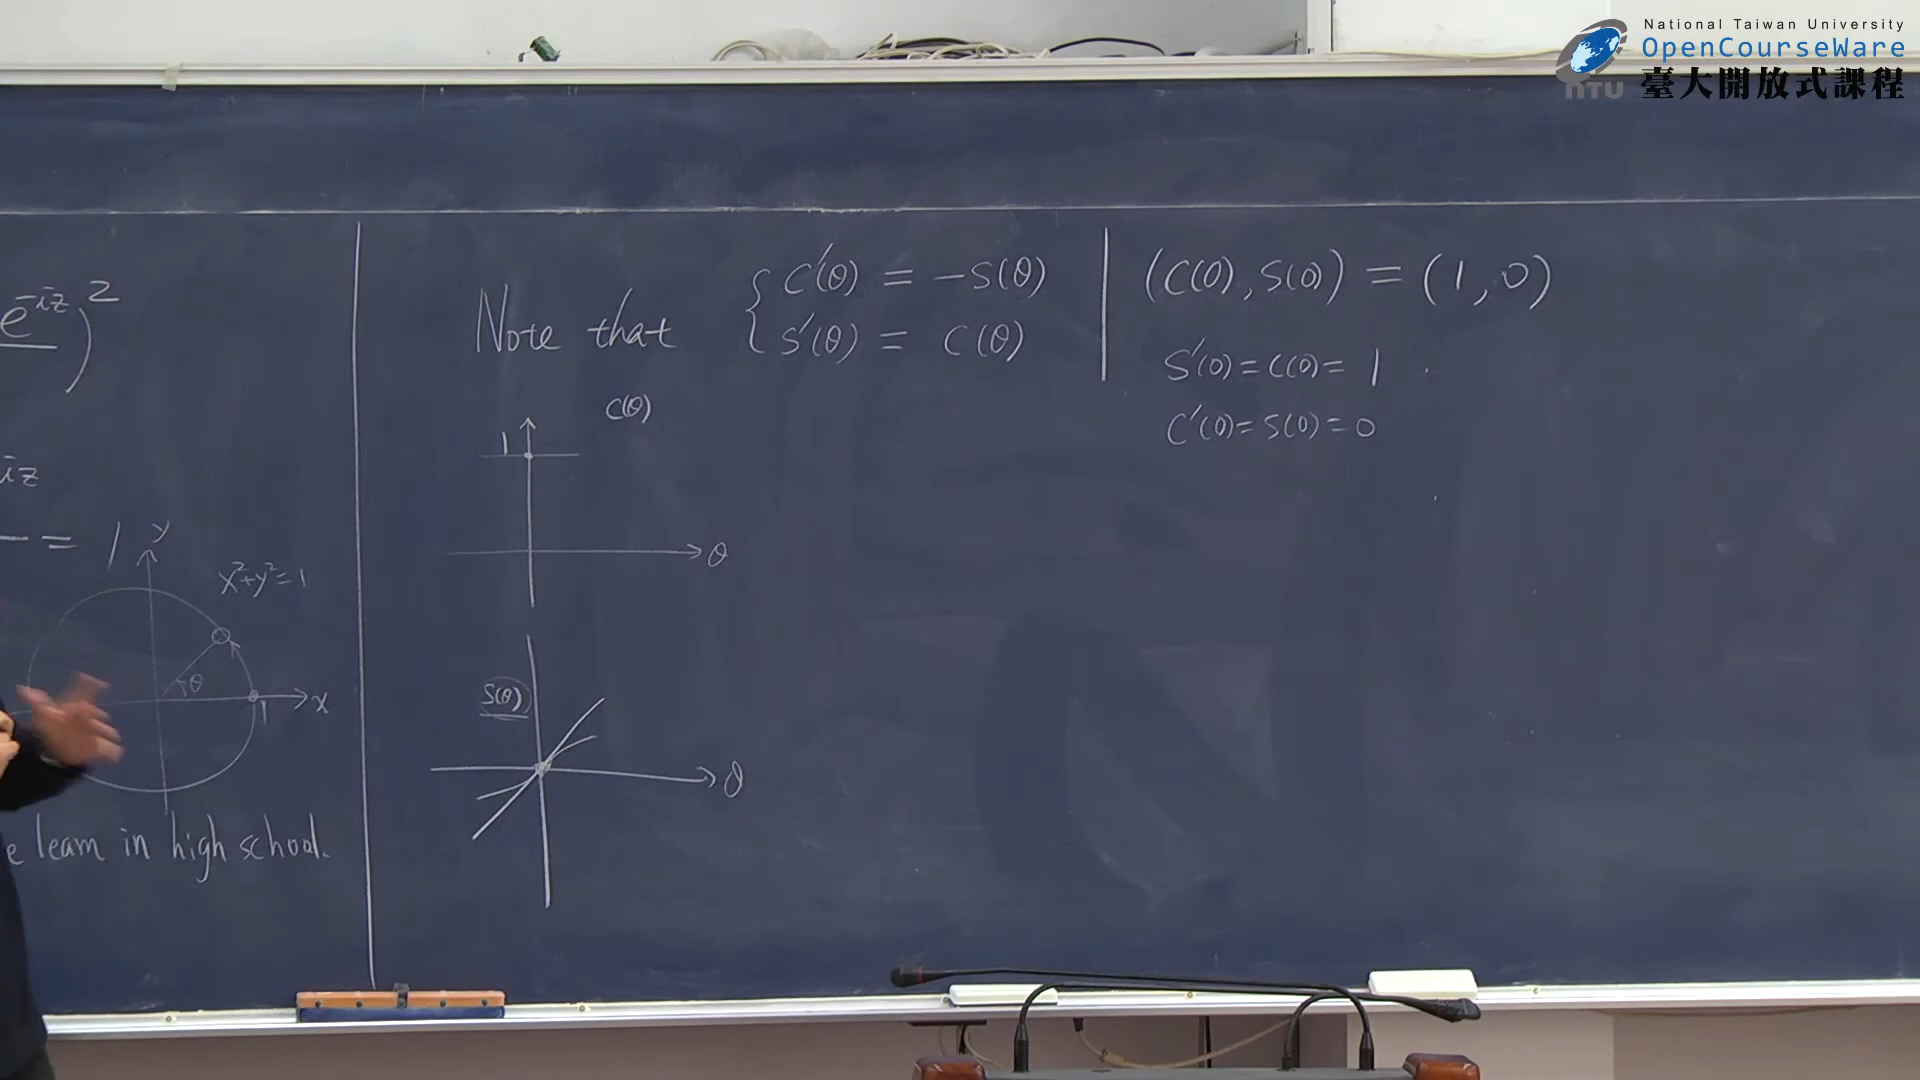 National Taiwan University
OpenCourseWare
NTU 臺大開放式課程
e^{-iz})^2
iz
— = 1
y
x²+y²=1
θ
1
x
e learn in high school.
Note that { C'(θ) = -S(θ)
S'(θ) = C(θ)
(C(0), S(0)) = (1, 0)
S'(0) = C(0) = 1
C'(0) = S(0) = 0
C(θ)
1
θ
S(θ)
θ